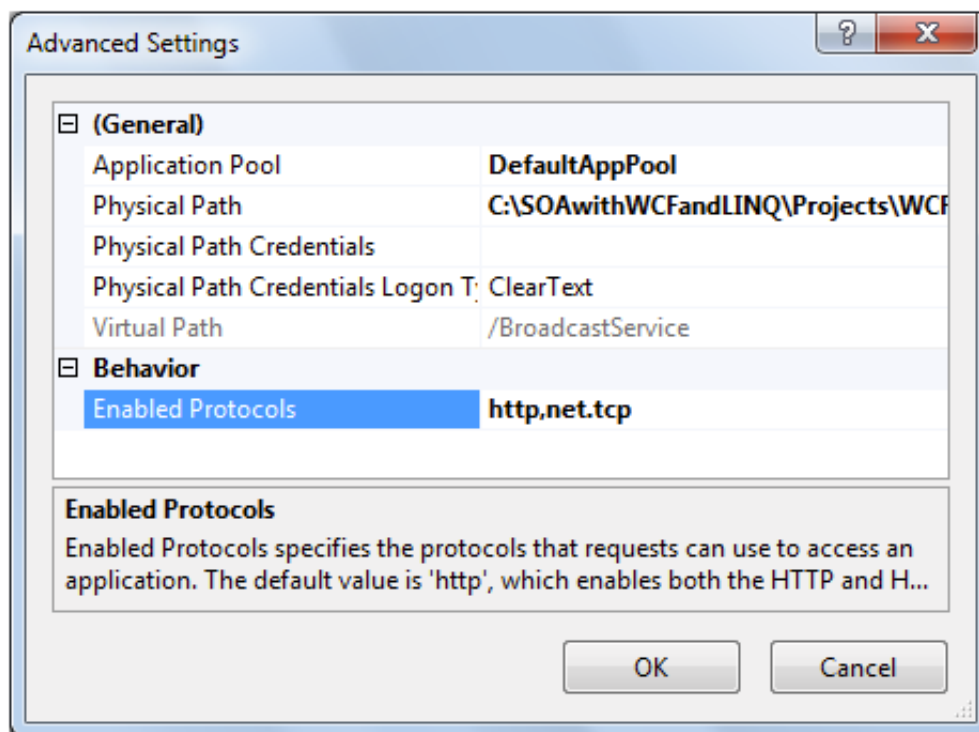 Advanced Settings
(General)
Application Pool DefaultAppPool
Physical Path C:\SOAwithWCFandLINQ\Projects\WCF
Physical Path Credentials
Physical Path Credentials Logon Ty ClearText
Virtual Path /BroadcastService
Behavior
Enabled Protocols http,net.tcp
Enabled Protocols
Enabled Protocols specifies the protocols that requests can use to access an
application. The default value is 'http', which enables both the HTTP and H...
OK Cancel